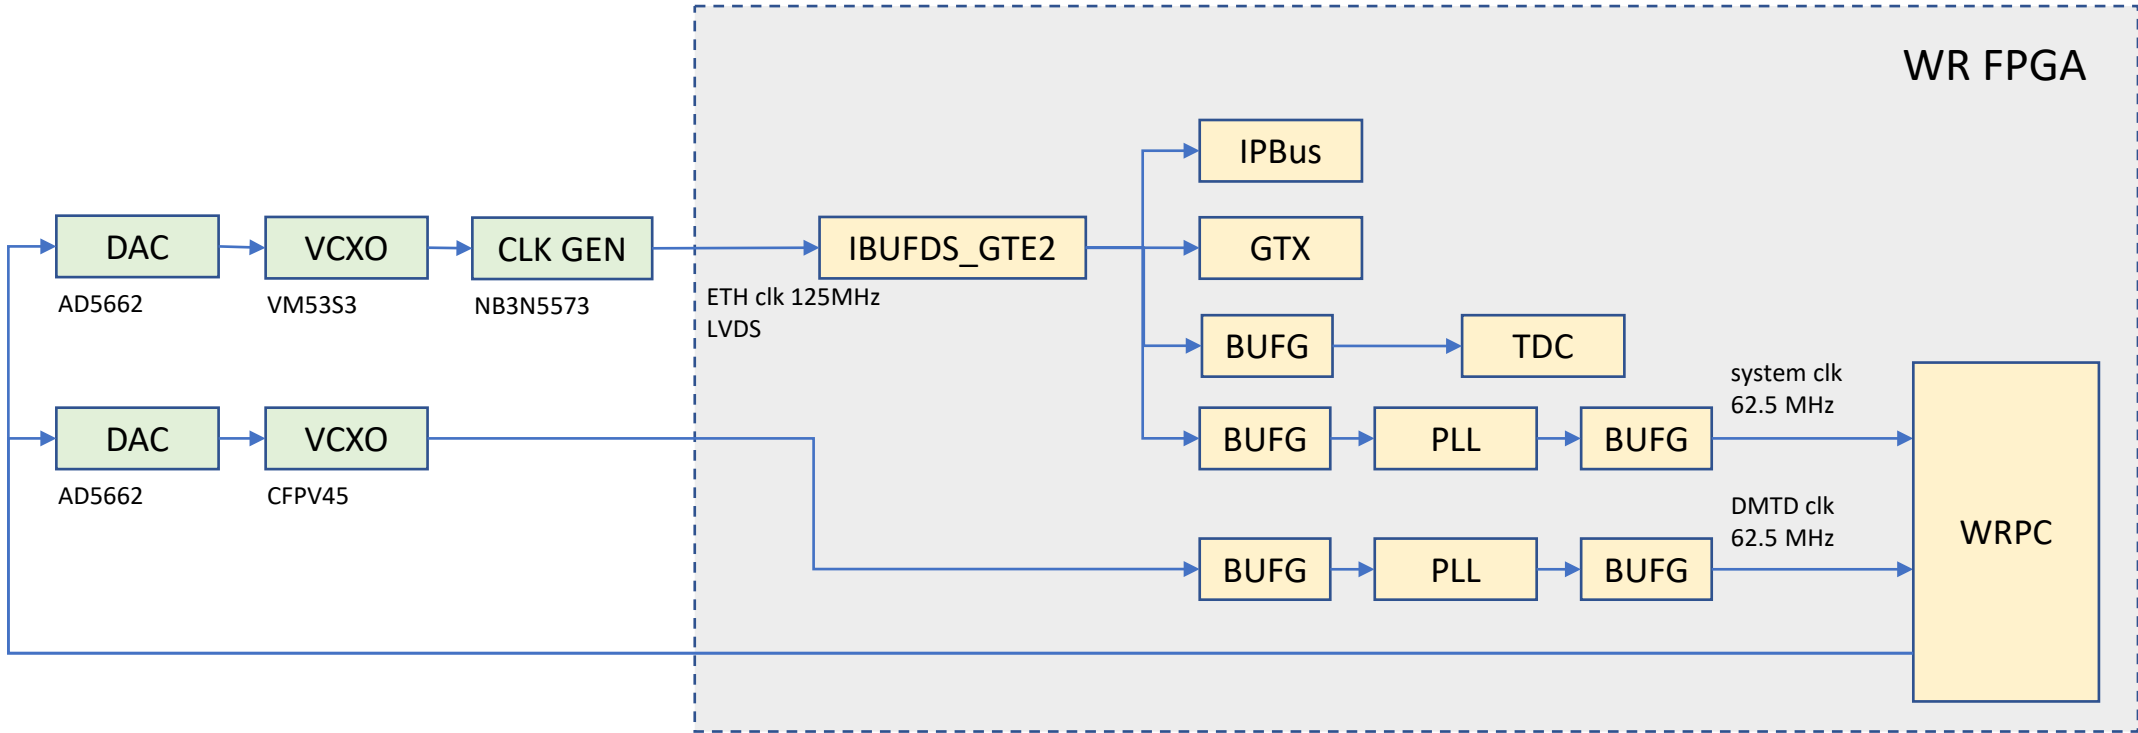 WR FPGA
IPBus
DAC
VCXO
CLK GEN
IBUFDS_GTE2
GTX
AD5662
VM53S3
NB3N5573
ETH clk 125MHz
LVDS
BUFG
TDC
system clk
62.5 MHz
DAC
VCXO
BUFG
PLL
BUFG
AD5662
CFPV45
DMTD clk
62.5 MHz
WRPC
BUFG
PLL
BUFG